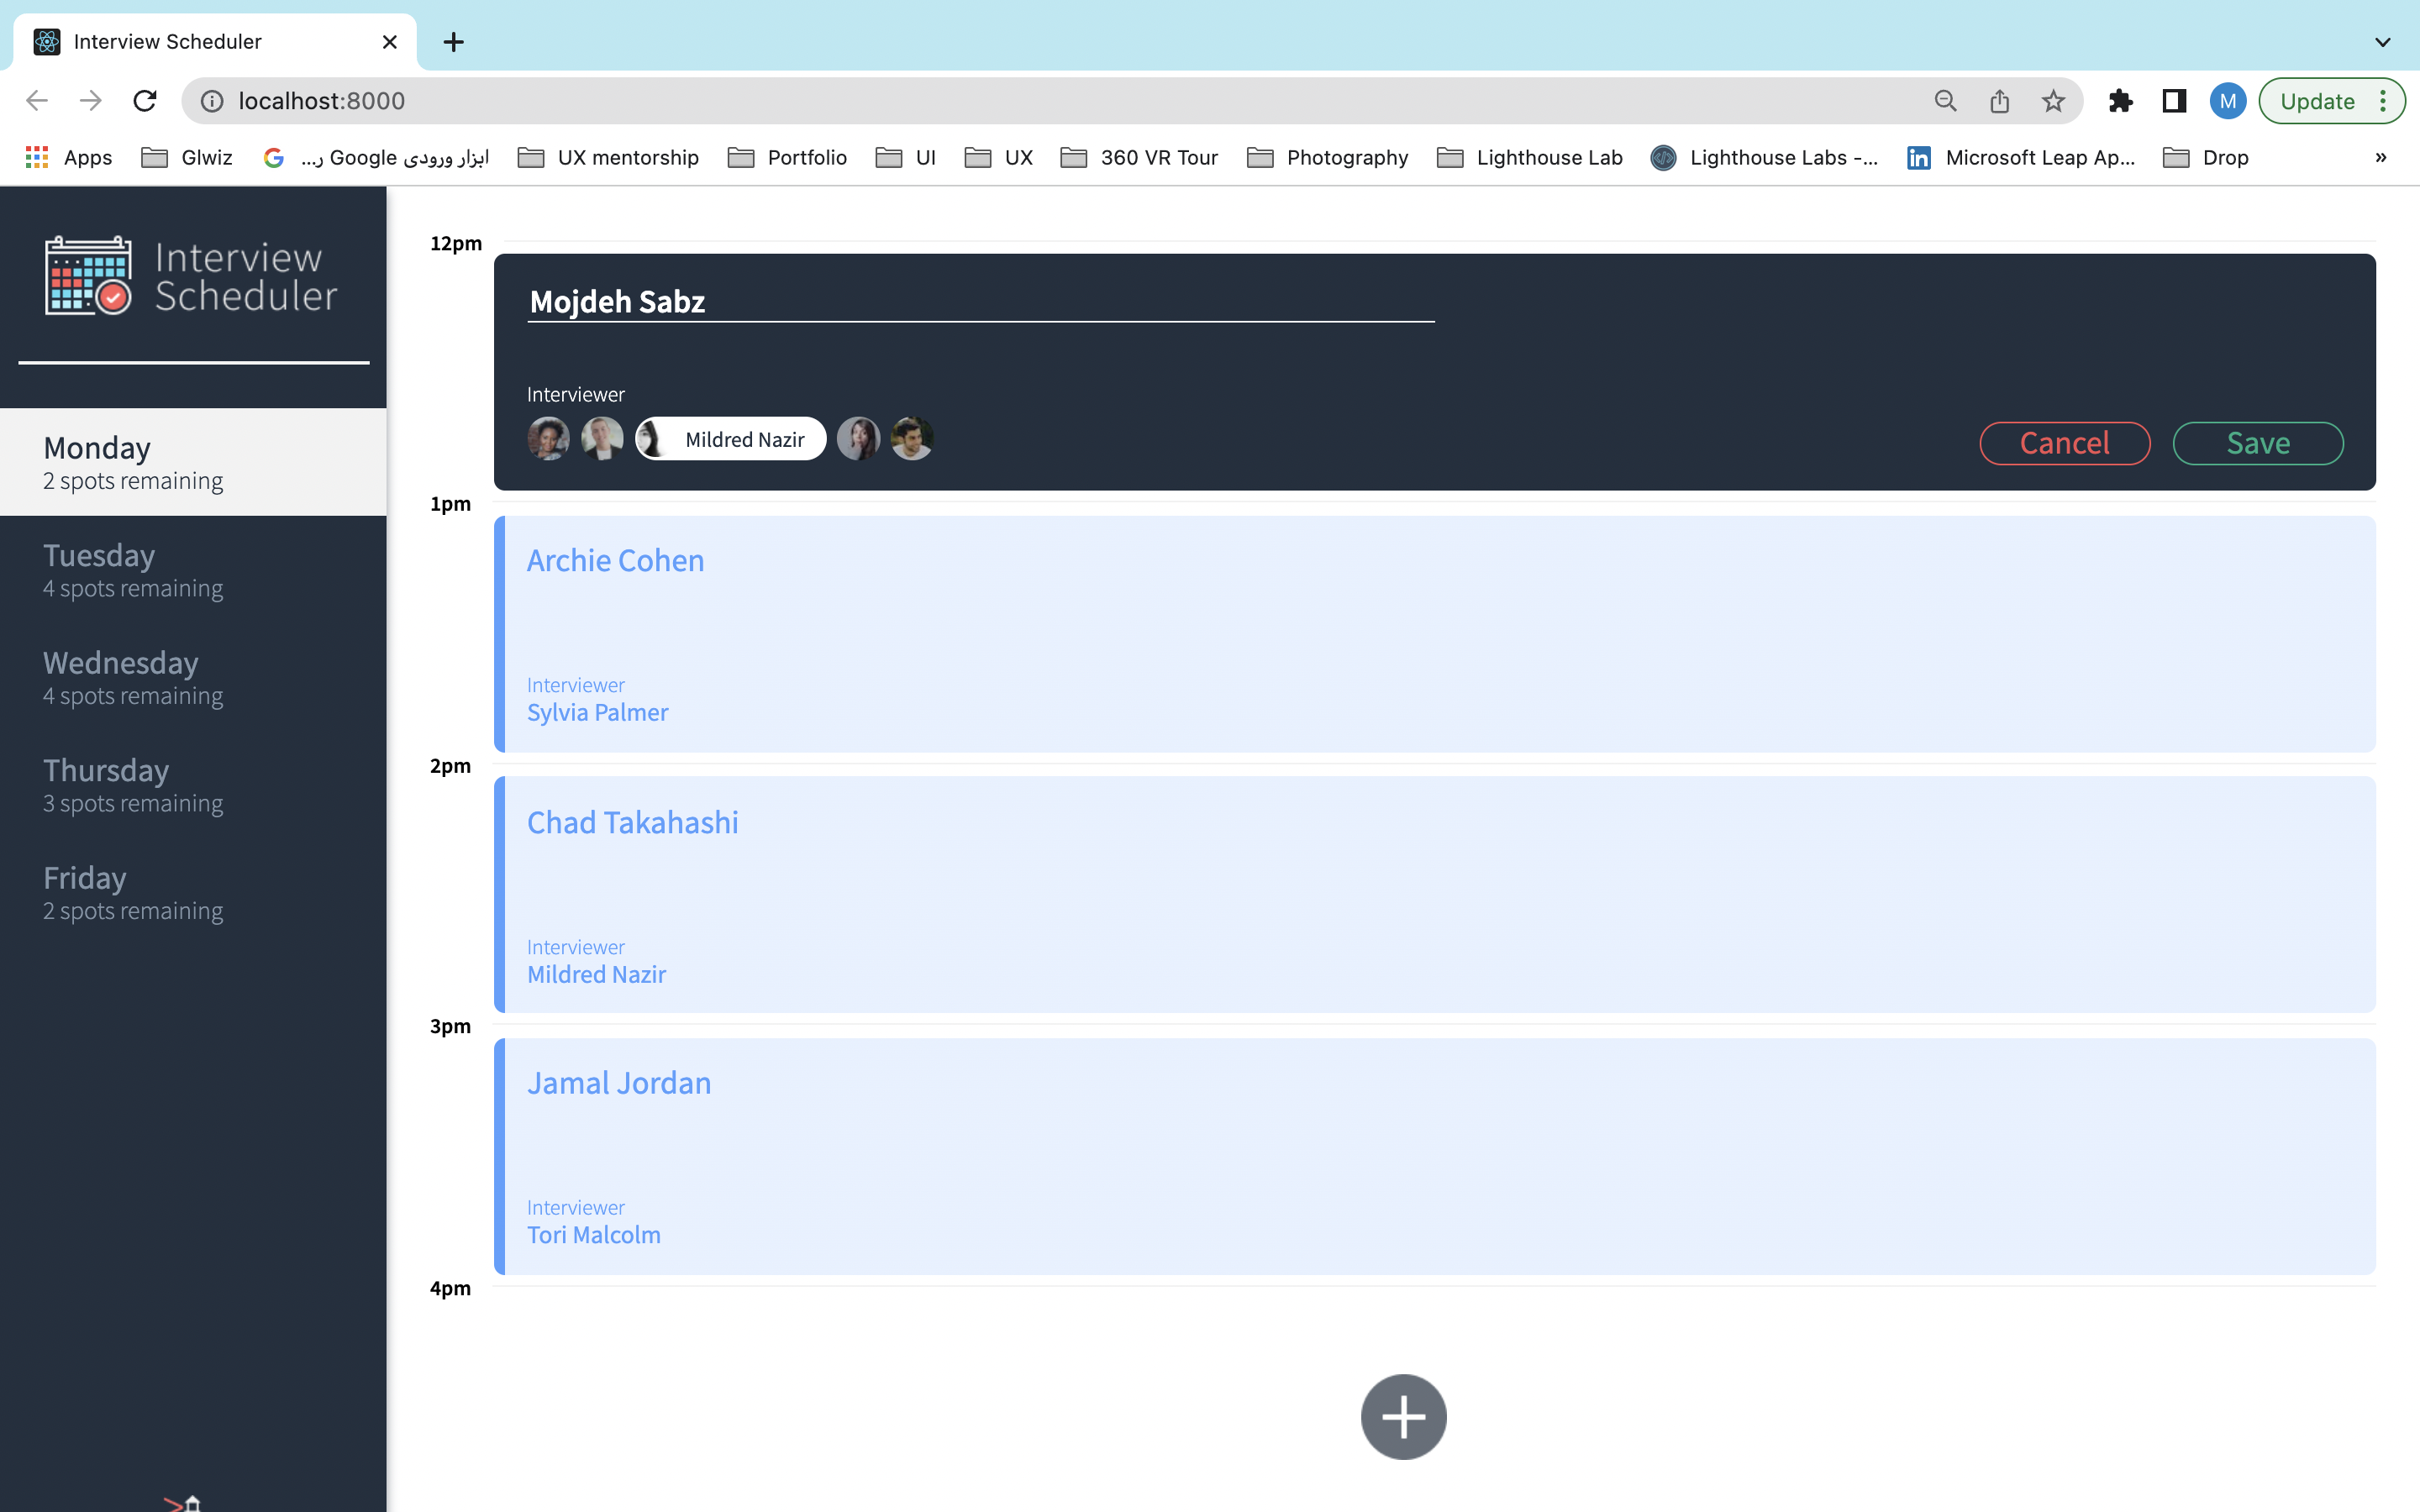 Interview Scheduler
localhost:8000
M
Update
Apps
Glwiz
ابزار ورودی Google ر...
UX mentorship
Portfolio
UI
UX
360 VR Tour
Photography
Lighthouse Lab
Lighthouse Labs -...
in
Microsoft Leap Ap...
Drop
»
Interview
Scheduler
Monday
2 spots remaining
Tuesday
4 spots remaining
Wednesday
4 spots remaining
Thursday
3 spots remaining
Friday
2 spots remaining
12pm
Mojdeh Sabz
Interviewer
Mildred Nazir
Cancel
Save
1pm
Archie Cohen
Interviewer
Sylvia Palmer
2pm
Chad Takahashi
Interviewer
Mildred Nazir
3pm
Jamal Jordan
Interviewer
Tori Malcolm
4pm